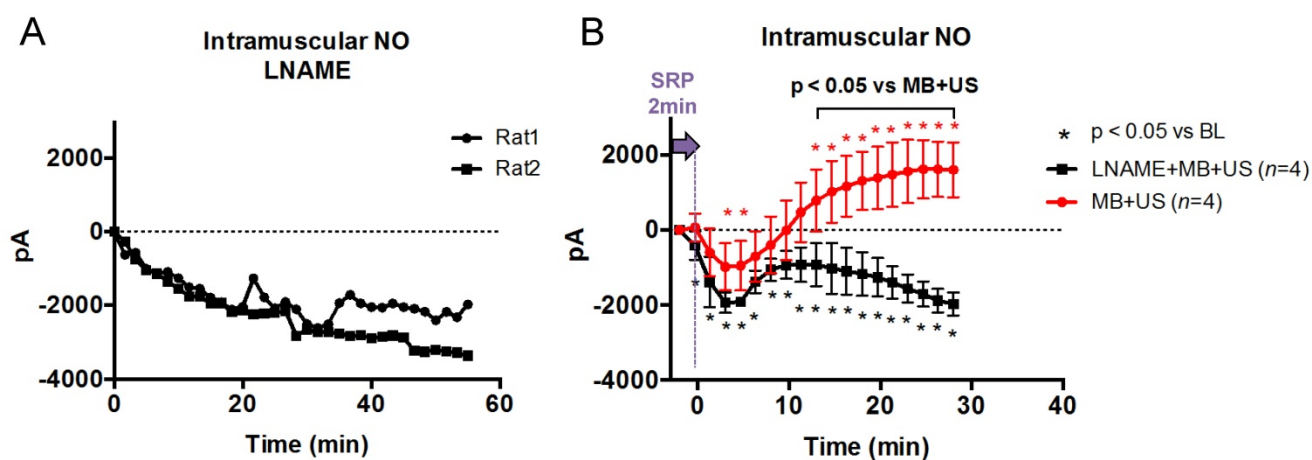 A
Intramuscular NO
LNAME
Rat1
Rat2
2000
0
-2000
-4000
pA
0
20
40
60
Time (min)
B
Intramuscular NO
SRP
2min
p < 0.05 vs MB+US
* p < 0.05 vs BL
LNAME+MB+US (n=4)
MB+US (n=4)
2000
0
-2000
-4000
pA
0
10
20
30
40
Time (min)